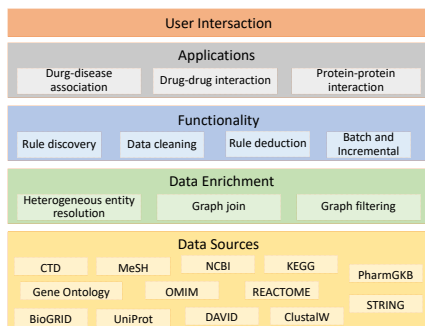 User Intersaction
Applications
Durg-disease
association
Drug-drug interaction
Protein-protein
interaction
Functionality
Rule discovery
Data cleaning
Rule deduction
Batch and
Incremental
Data Enrichment
Heterogeneous entity
resolution
Graph join
Graph filtering
Data Sources
CTD
MeSH
NCBI
KEGG
PharmGKB
Gene Ontology
OMIM
REACTOME
STRING
BioGRID
UniProt
DAVID
ClustalW